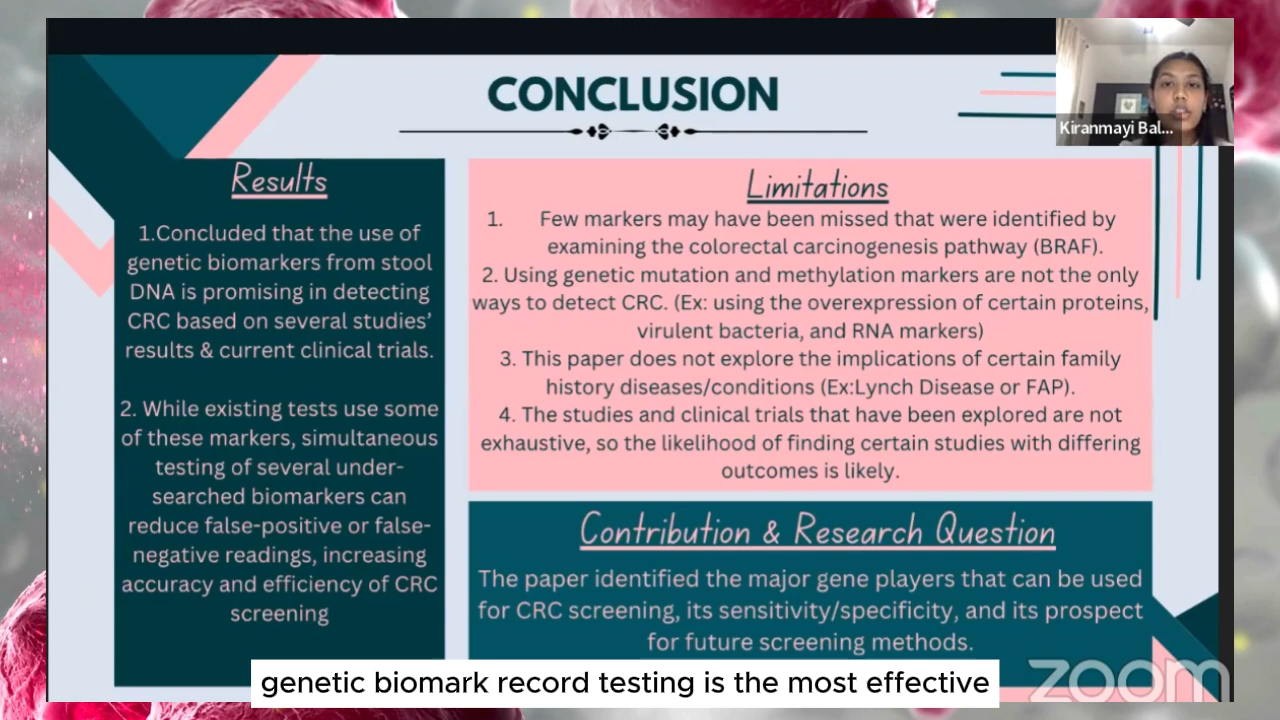 CONCLUSION
Kiranmayi Bal...
Results
1.Concluded that the use of
genetic biomarkers from stool
DNA is promising in detecting
CRC based on several studies’
results & current clinical trials.
2. While existing tests use some
of these markers, simultaneous
testing of several under-
searched biomarkers can
reduce false-positive or false-
negative readings, increasing
accuracy and efficiency of CRC
screening
Limitations
1. Few markers may have been missed that were identified by
examining the colorectal carcinogenesis pathway (BRAF).
2. Using genetic mutation and methylation markers are not the only
ways to detect CRC. (Ex: using the overexpression of certain proteins,
virulent bacteria, and RNA markers)
3. This paper does not explore the implications of certain family
history diseases/conditions (Ex:Lynch Disease or FAP).
4. The studies and clinical trials that have been explored are not
exhaustive, so the likelihood of finding certain studies with differing
outcomes is likely.
Contribution & Research Question
The paper identified the major gene players that can be used
for CRC screening, its sensitivity/specificity, and its prospect
for future screening methods.
genetic biomark record testing is the most effective
zoom